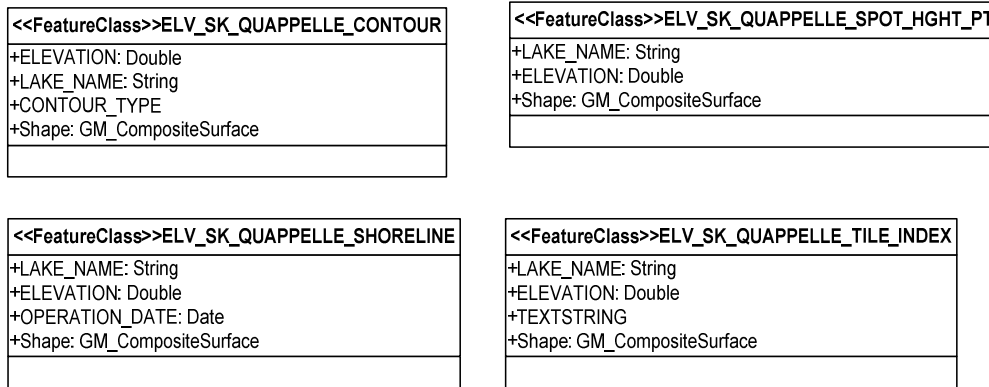 <<FeatureClass>>ELV_SK_QUAPPELLE_CONTOUR
+ELEVATION: Double
+LAKE_NAME: String
+CONTOUR_TYPE
+Shape: GM_CompositeSurface
<<FeatureClass>>ELV_SK_QUAPPELLE_SPOT_HGHT_PT
+LAKE_NAME: String
+ELEVATION: Double
+Shape: GM_CompositeSurface
<<FeatureClass>>ELV_SK_QUAPPELLE_SHORELINE
+LAKE_NAME: String
+ELEVATION: Double
+OPERATION_DATE: Date
+Shape: GM_CompositeSurface
<<FeatureClass>>ELV_SK_QUAPPELLE_TILE_INDEX
+LAKE_NAME: String
+ELEVATION: Double
+TEXTSTRING
+Shape: GM_CompositeSurface